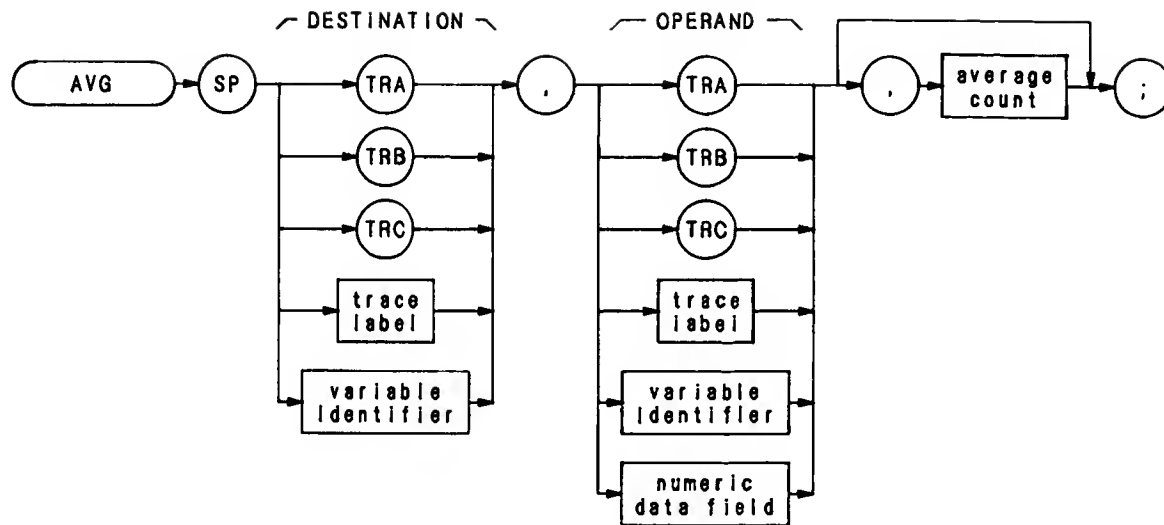 DESTINATION OPERAND
AVG SP TRA , TRA , average count ;
TRB TRB
TRC TRC
trace label trace label
variable identifier variable identifier
numeric data field